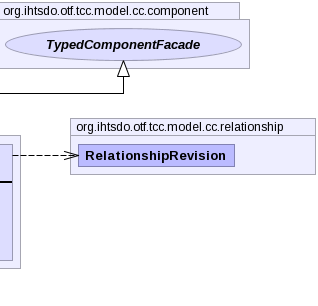 org.ihtsdo.otf.tcc.model.cc.component
TypedComponentFacade
org.ihtsdo.otf.tcc.model.cc.relationship
RelationshipRevision